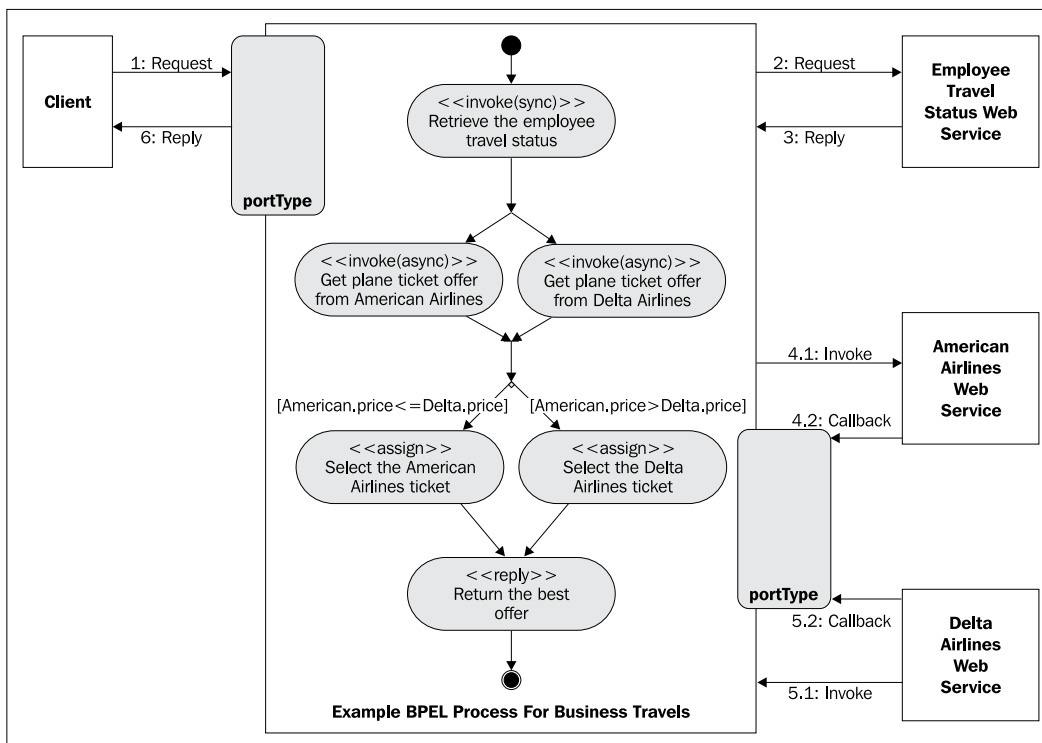 1: Request
Client
6: Reply
portType
<<invoke(sync)>>
Retrieve the employee
travel status
2: Request
3: Reply
Employee
Travel
Status Web
Service
<<invoke(async)>>
Get plane ticket offer
from American Airlines
<<invoke(async)>>
Get plane ticket offer
from Delta Airlines
[American.price<=Delta.price]
[American.price>Delta.price]
4.1: Invoke
4.2: Callback
American
Airlines
Web
Service
<<assign>>
Select the American
Airlines ticket
<<assign>>
Select the Delta
Airlines ticket
<<reply>>
Return the best
offer
portType
5.2: Callback
5.1: Invoke
Delta
Airlines
Web
Service
Example BPEL Process For Business Travels